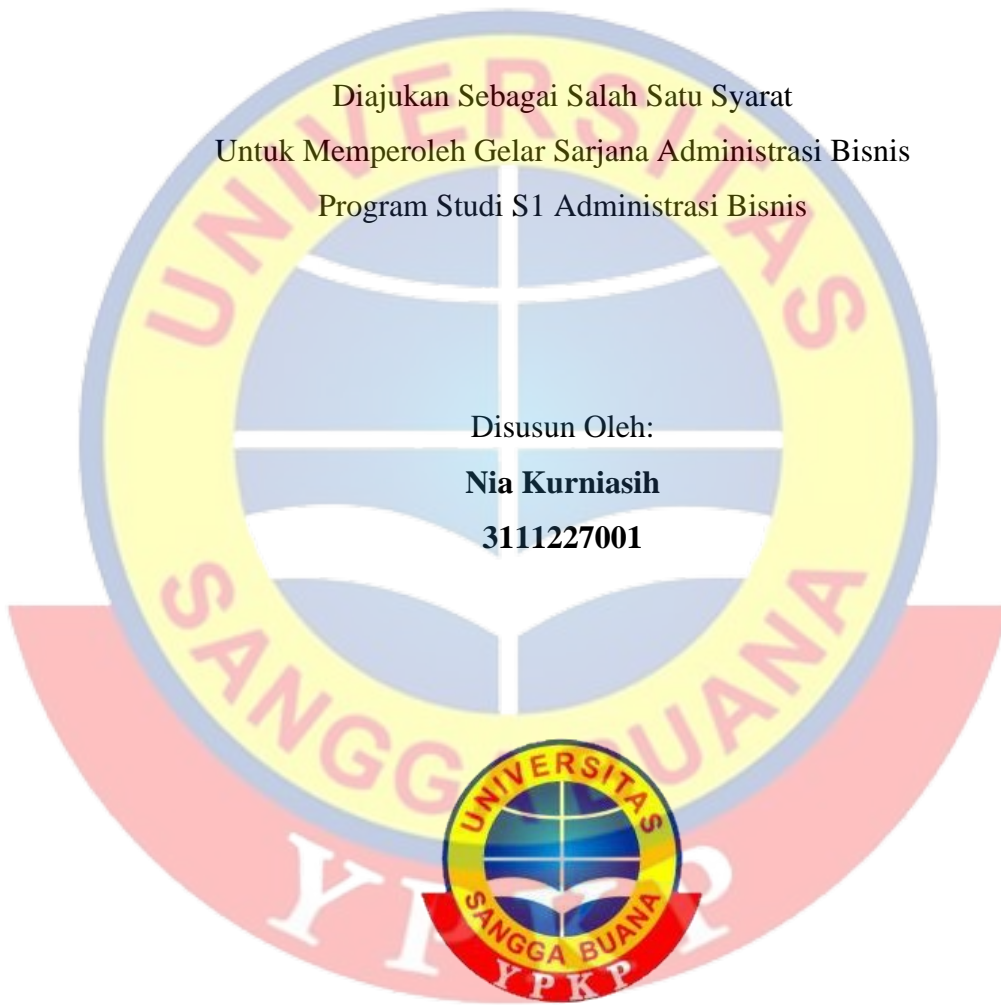 Diajukan Sebagai Salah Satu Syarat
Untuk Memperoleh Gelar Sarjana Administrasi Bisnis
Program Studi S1 Administrasi Bisnis
Disusun Oleh:
Nia Kurniasih
3111227001
UNIVERSITAS
SANGGA BUANA
YPKP
UNIVERSITAS
SANGGA BUANA
YPKP